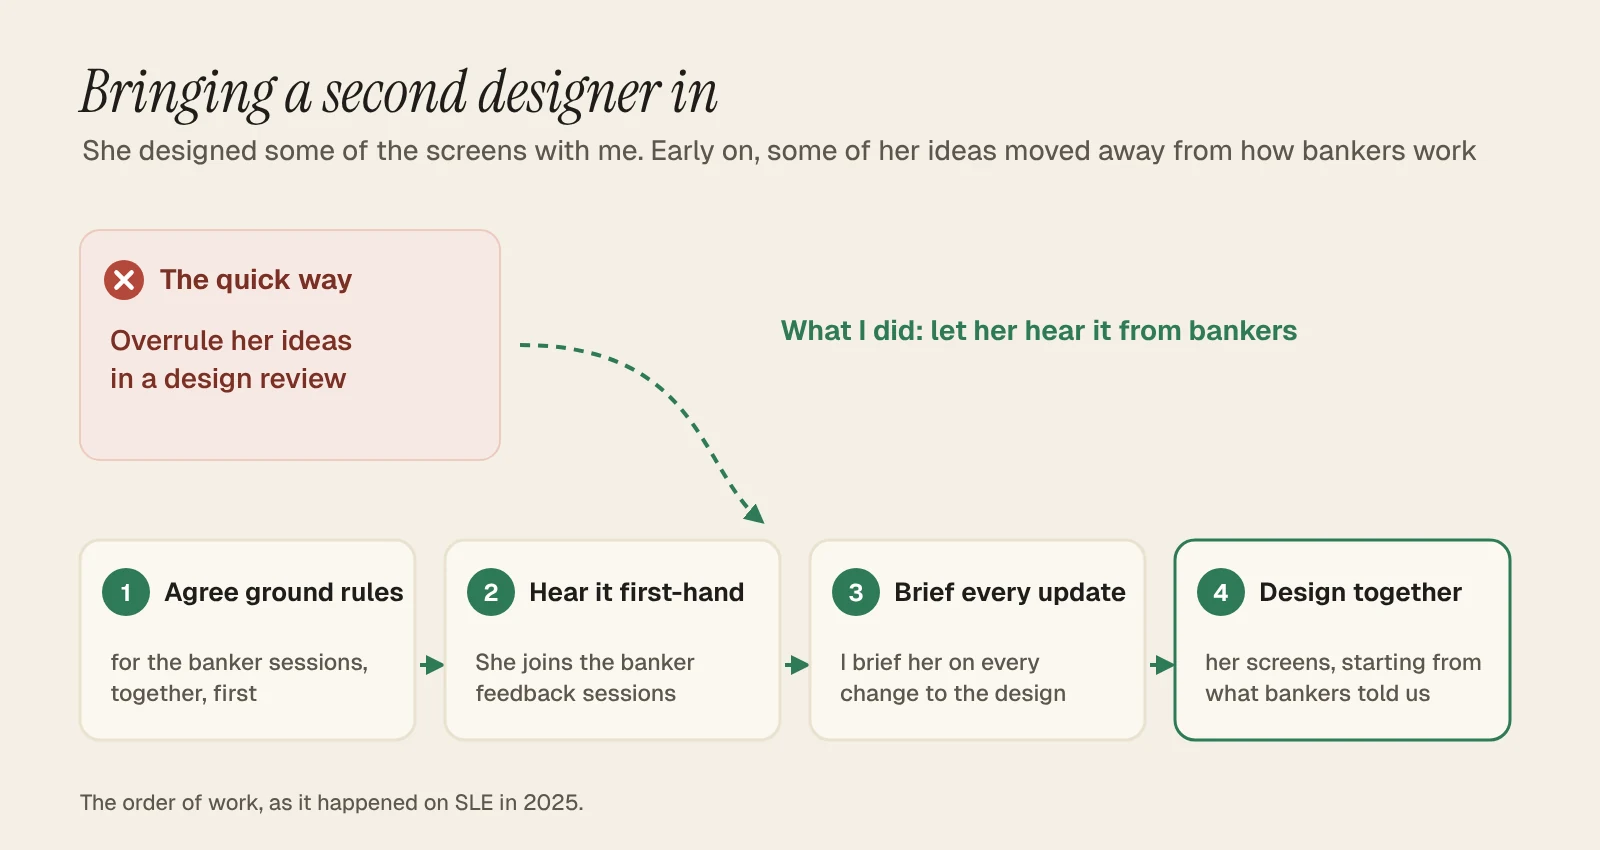 Bringing a second designer in
She designed some of the screens with me. Early on, some of her ideas moved away from how bankers work
The quick way
Overrule her ideas
in a design review
What I did: let her hear it from bankers
1 Agree ground rules
for the banker sessions,
together, first
2 Hear it first-hand
She joins the banker
feedback sessions
3 Brief every update
I brief her on every
change to the design
4 Design together
her screens, starting from
what bankers told us
The order of work, as it happened on SLE in 2025.